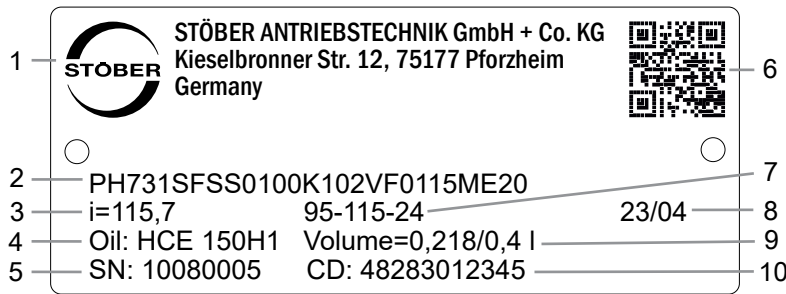 STÖBER ANTRIEBSTECHNIK GmbH + Co. KG
Kieselbronner Str. 12, 75177 Pforzheim
Germany
1 STÖBER 6
2 PH731SFSS0100K102VF0115ME20 7
3 i=115,7 95-115-24 23/04 8
4 Oil: HCE 150H1 Volume=0,218/0,4 l 9
5 SN: 10080005 CD: 48283012345 10